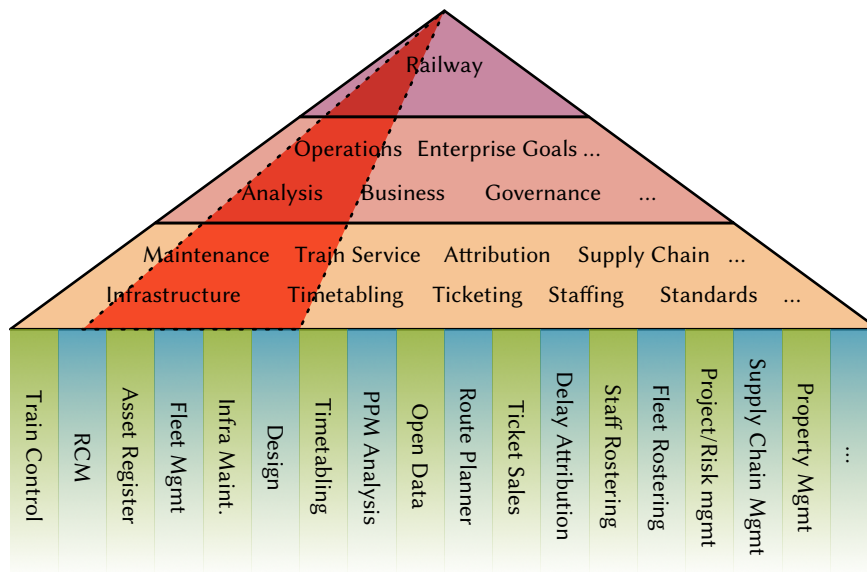 Railway
Operations Enterprise Goals ...
Analysis Business Governance ...
Maintenance Train Service Attribution Supply Chain ...
Infrastructure Timetabling Ticketing Staffing Standards ...
Train Control
RCM
Asset Register
Fleet Mgmt
Infra Maint.
Design
Timetabling
PPM Analysis
Open Data
Route Planner
Ticket Sales
Delay Attribution
Staff Rostering
Fleet Rostering
Project/Risk mgmt
Supply Chain Mgmt
Property Mgmt
...